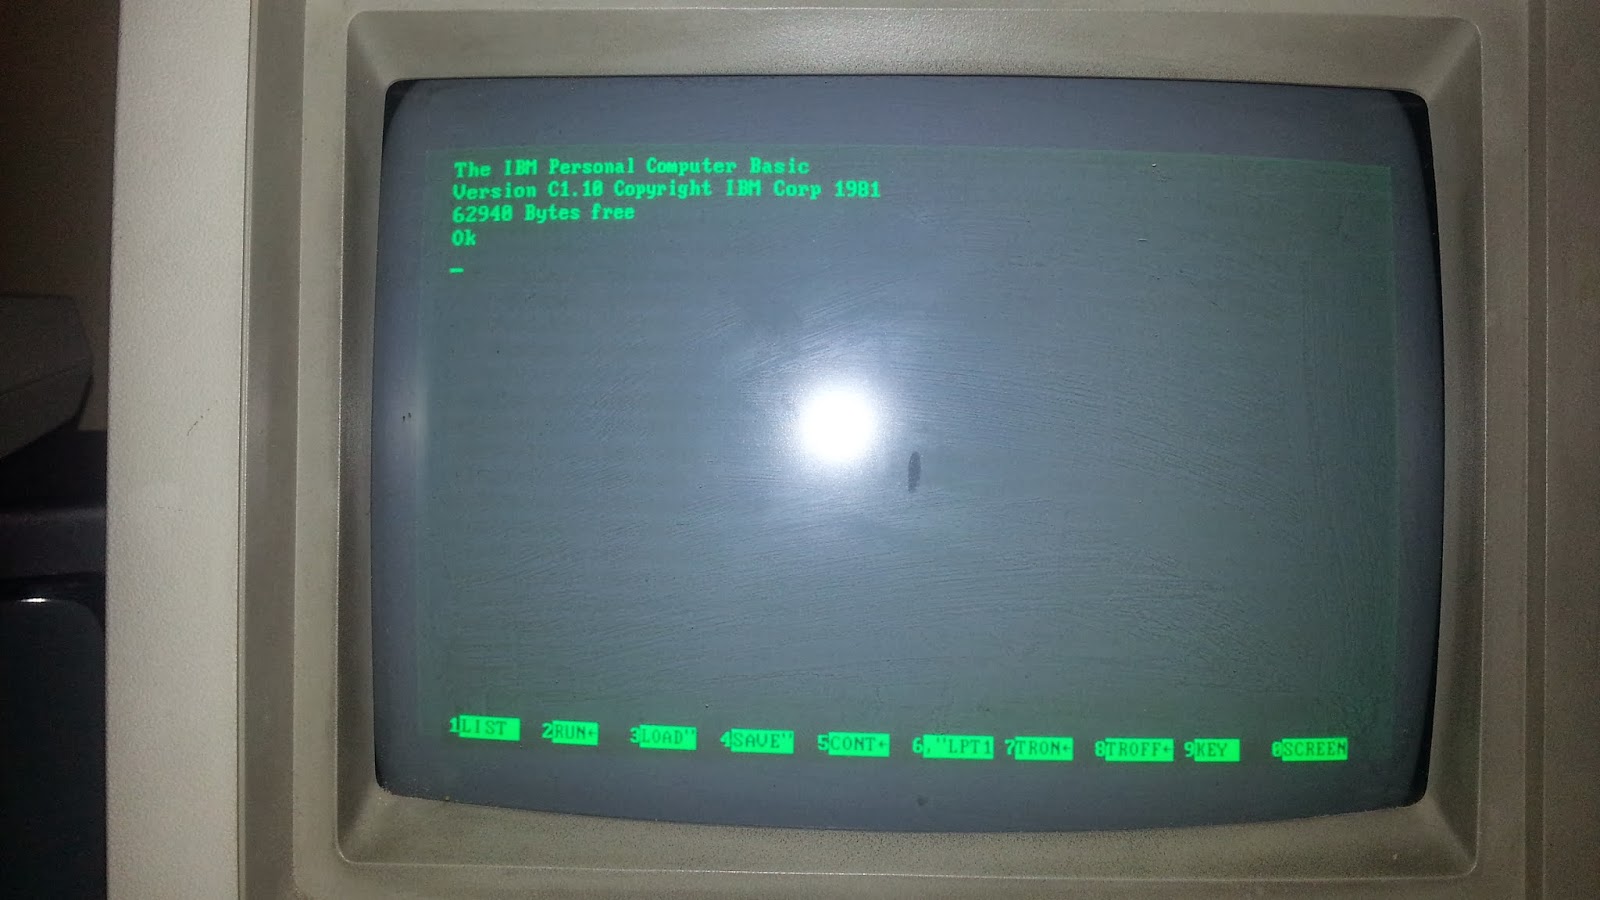 The IBM Personal Computer Basic
Version C1.10 Copyright IBM Corp 1981
62940 Bytes free
Ok
_
1LIST 2RUN← 3LOAD" 4SAVE" 5CONT← 6,"LPT1 7TRON← 8TROFF← 9KEY 0SCREEN